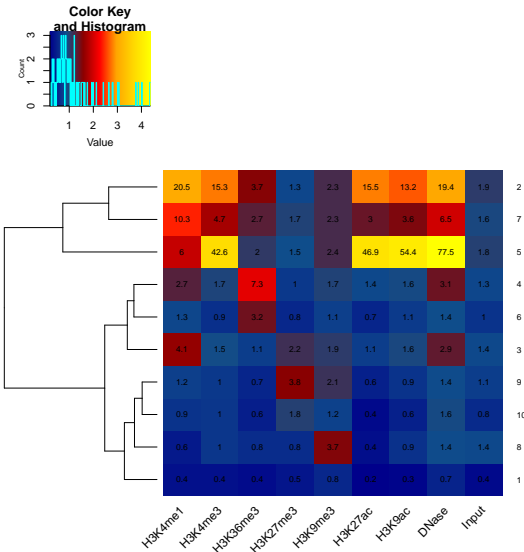 Color Key
and Histogram
Count
0 1 2 3
1 2 3 4
Value
20.5 15.3 3.7 1.3 2.3 15.5 13.2 19.4 1.9 2
10.3 4.7 2.7 1.7 2.3 3 3.6 6.5 1.6 7
6 42.6 2 1.5 2.4 46.9 54.4 77.5 1.8 5
2.7 1.7 7.3 1 1.7 1.4 1.6 3.1 1.3 4
1.3 0.9 3.2 0.8 1.1 0.7 1.1 1.4 1 6
4.1 1.5 1.1 2.2 1.9 1.1 1.6 2.9 1.4 3
1.2 1 0.7 3.6 2.1 0.6 0.9 1.4 1.1 9
0.9 1 0.6 1.8 1.2 0.4 0.6 1.6 0.8 10
0.6 1 0.8 0.8 3.7 0.4 0.9 1.4 1.4 8
0.4 0.4 0.4 0.8 0.8 0.7 0.4 1
H3K4me1 H3K4me3 H3K36me3 H3K27me3 H3K9me3 H3K27ac H3K9ac DNase Input